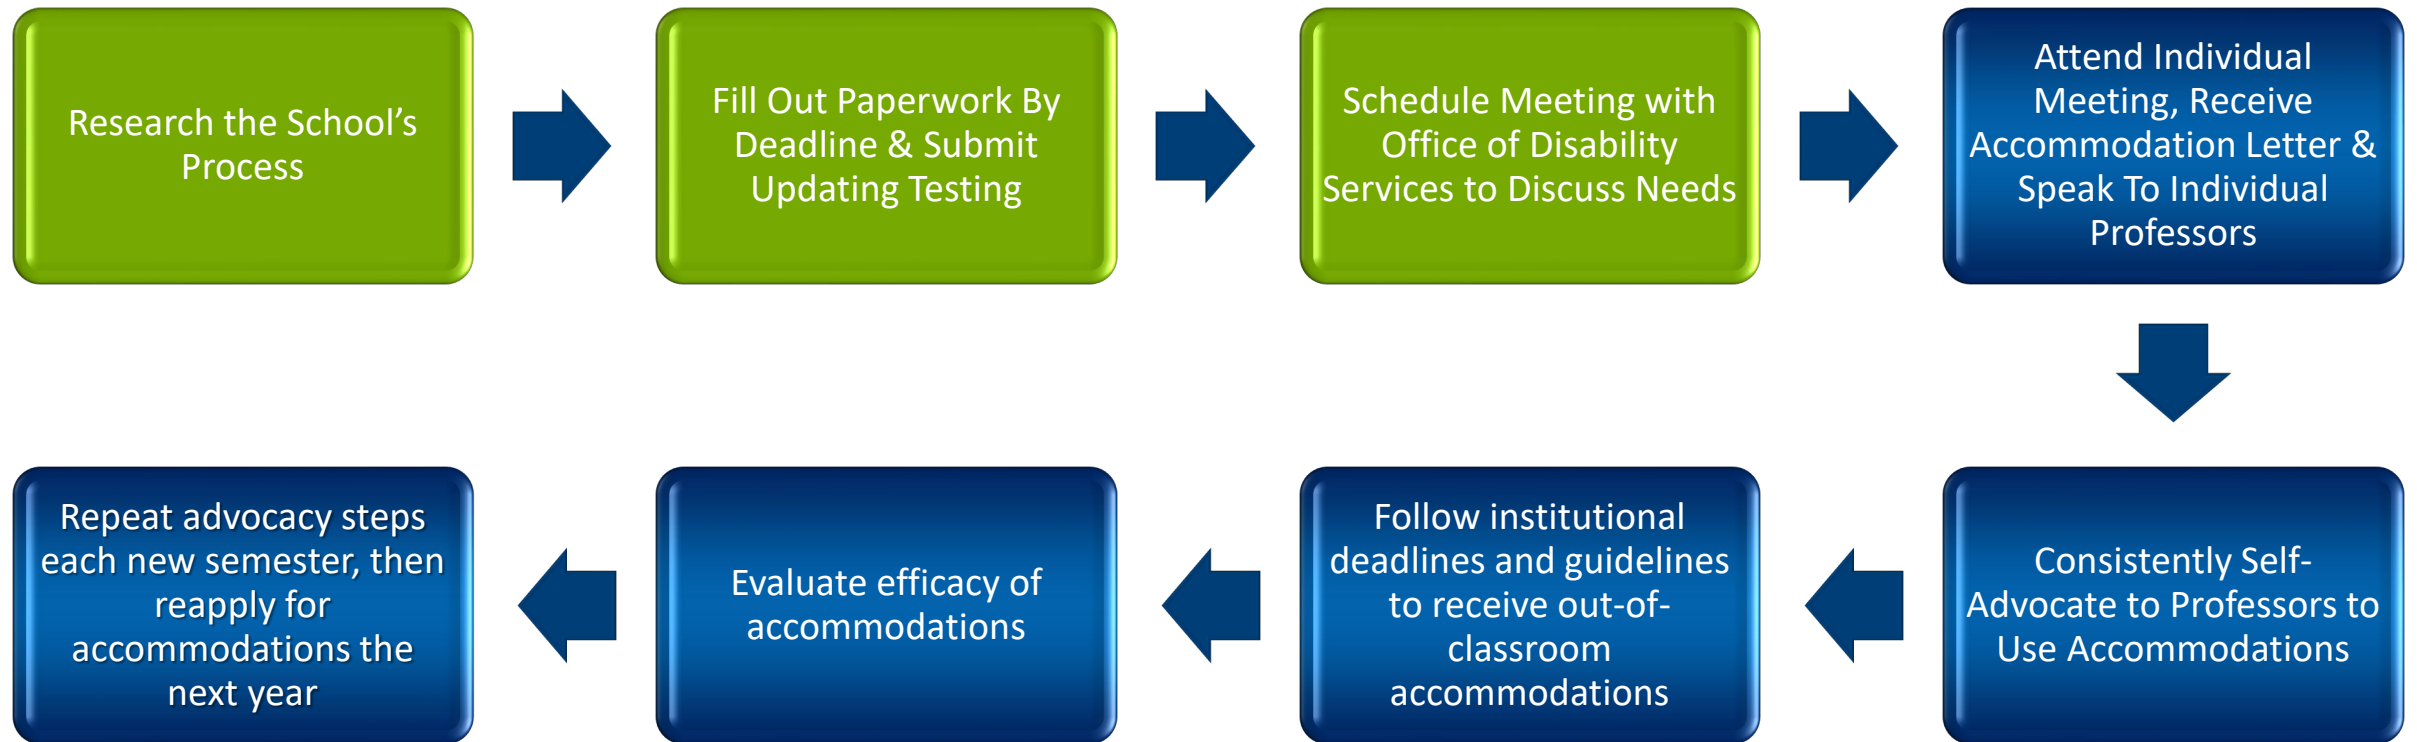 Research the School’s
Process
Fill Out Paperwork By
Deadline & Submit
Updating Testing
Schedule Meeting with
Office of Disability
Services to Discuss Needs
Attend Individual
Meeting, Receive
Accommodation Letter &
Speak To Individual
Professors
Consistently Self-
Advocate to Professors to
Use Accommodations
Follow institutional
deadlines and guidelines
to receive out-of-
classroom
accommodations
Evaluate efficacy of
accommodations
Repeat advocacy steps
each new semester, then
reapply for
accommodations the
next year